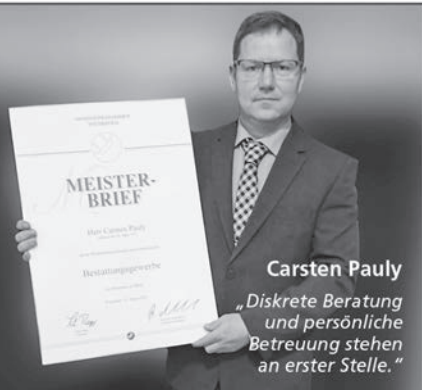 MEISTER-
BRIEF
Herr Carsten Pauly
Bestattungsgewerbe
Carsten Pauly
„Diskrete Beratung
und persönliche
Betreuung stehen
an erster Stelle.“